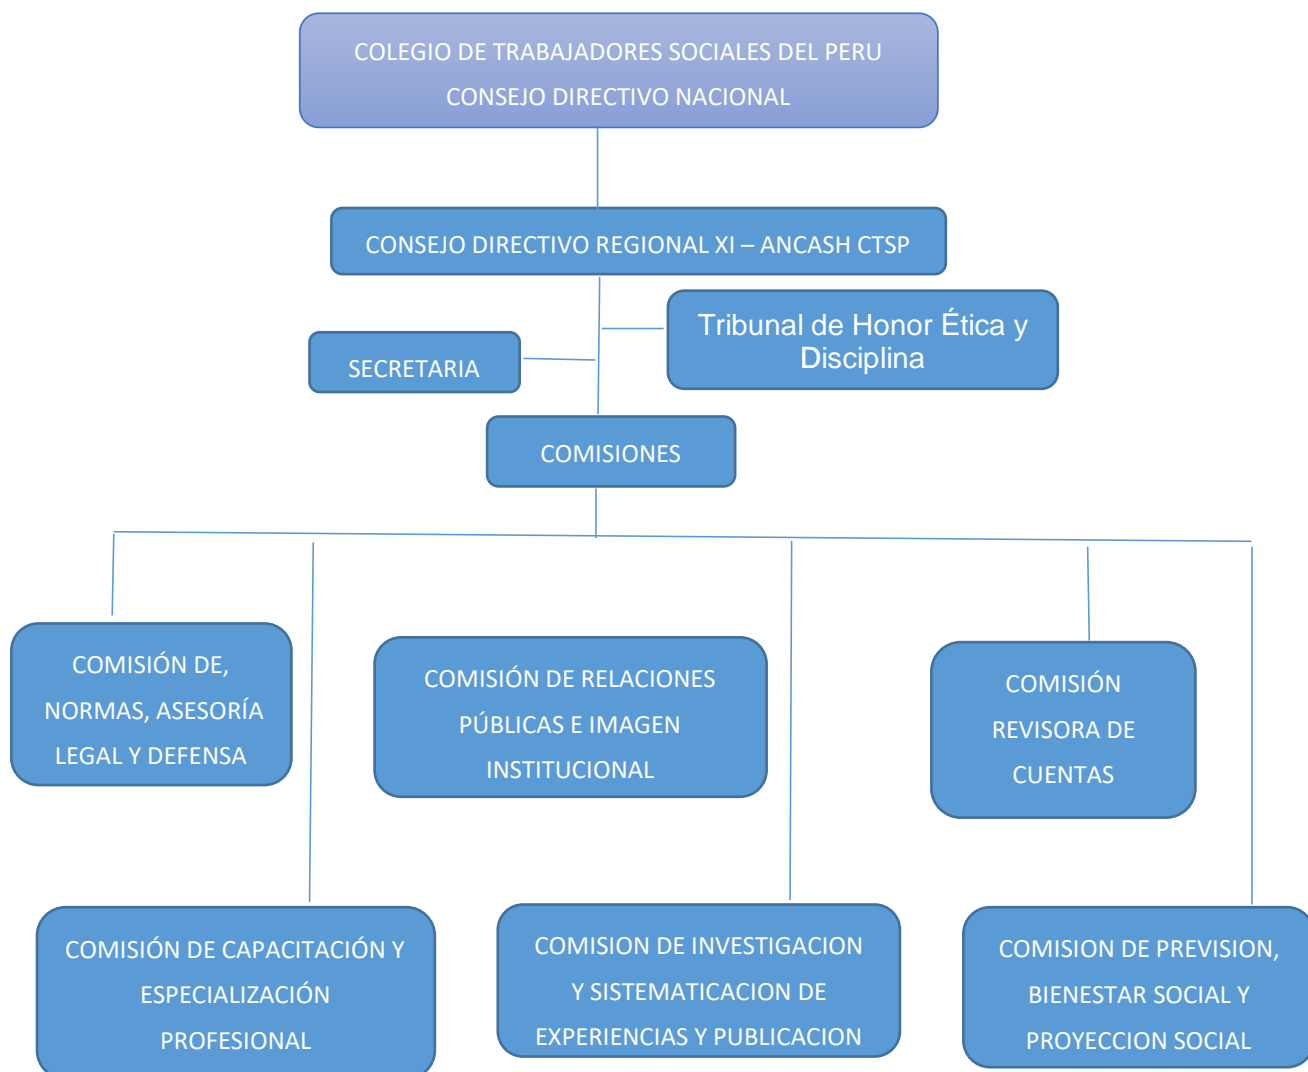 COLEGIO DE TRABAJADORES SOCIALES DEL PERU
CONSEJO DIRECTIVO NACIONAL
CONSEJO DIRECTIVO REGIONAL XI – ANCASH CTSP
Tribunal de Honor Ética y
Disciplina
SECRETARIA
COMISIONES
COMISIÓN DE,
NORMAS, ASESORÍA
LEGAL Y DEFENSA
COMISIÓN DE RELACIONES
PÚBLICAS E IMAGEN
INSTITUCIONAL
COMISIÓN
REVISORA DE
CUENTAS
COMISIÓN DE CAPACITACIÓN Y
ESPECIALIZACIÓN
PROFESIONAL
COMISION DE INVESTIGACION
Y SISTEMATICACION DE
EXPERIENCIAS Y PUBLICACION
COMISION DE PREVISION,
BIENESTAR SOCIAL Y
PROYECCION SOCIAL